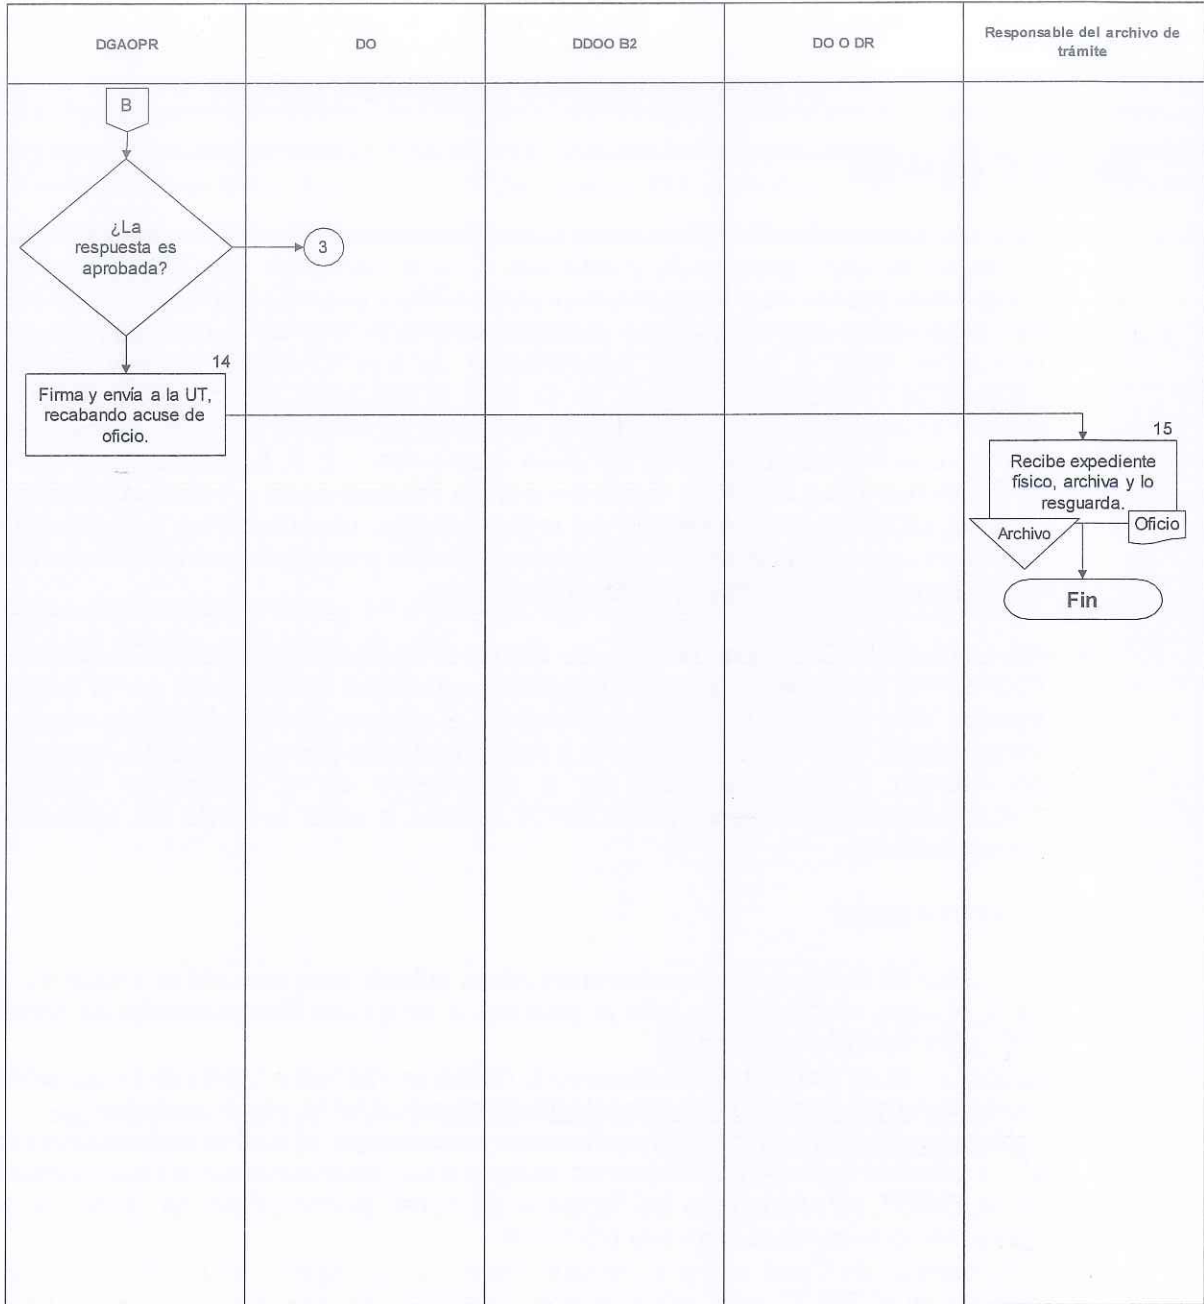 DGAOPR
DO
DDOO B2
DO O DR
Responsable del archivo de
trámite
B
¿La
respuesta es
aprobada?
3
14
Firma y envía a la UT,
recabando acuse de
oficio.
15
Recibe expediente
físico, archiva y lo
resguarda.
Archivo
Oficio
Fin